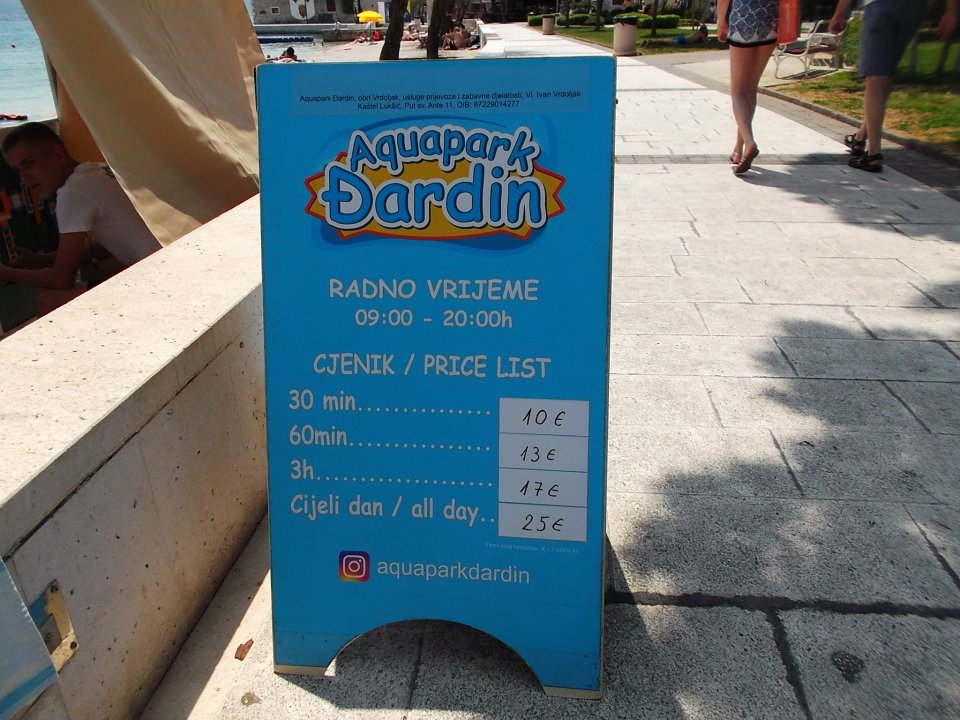 Aquapark Đardin, obrt Vrdoljak, usluge prijevoza i zabavne djelatosti, Vl. Ivan Vrdoljak
Kaštel Lukšić, Put sv. Ante 11, OIB: 87229014277
Aquapark
Đardin
RADNO VRIJEME
09:00 - 20:00h
CJENIK / PRICE LIST
30 min............... 10 €
60min................ 13 €
3h.................... 17 €
Cijeli dan / all day.. 25 €
aquaparkdardin